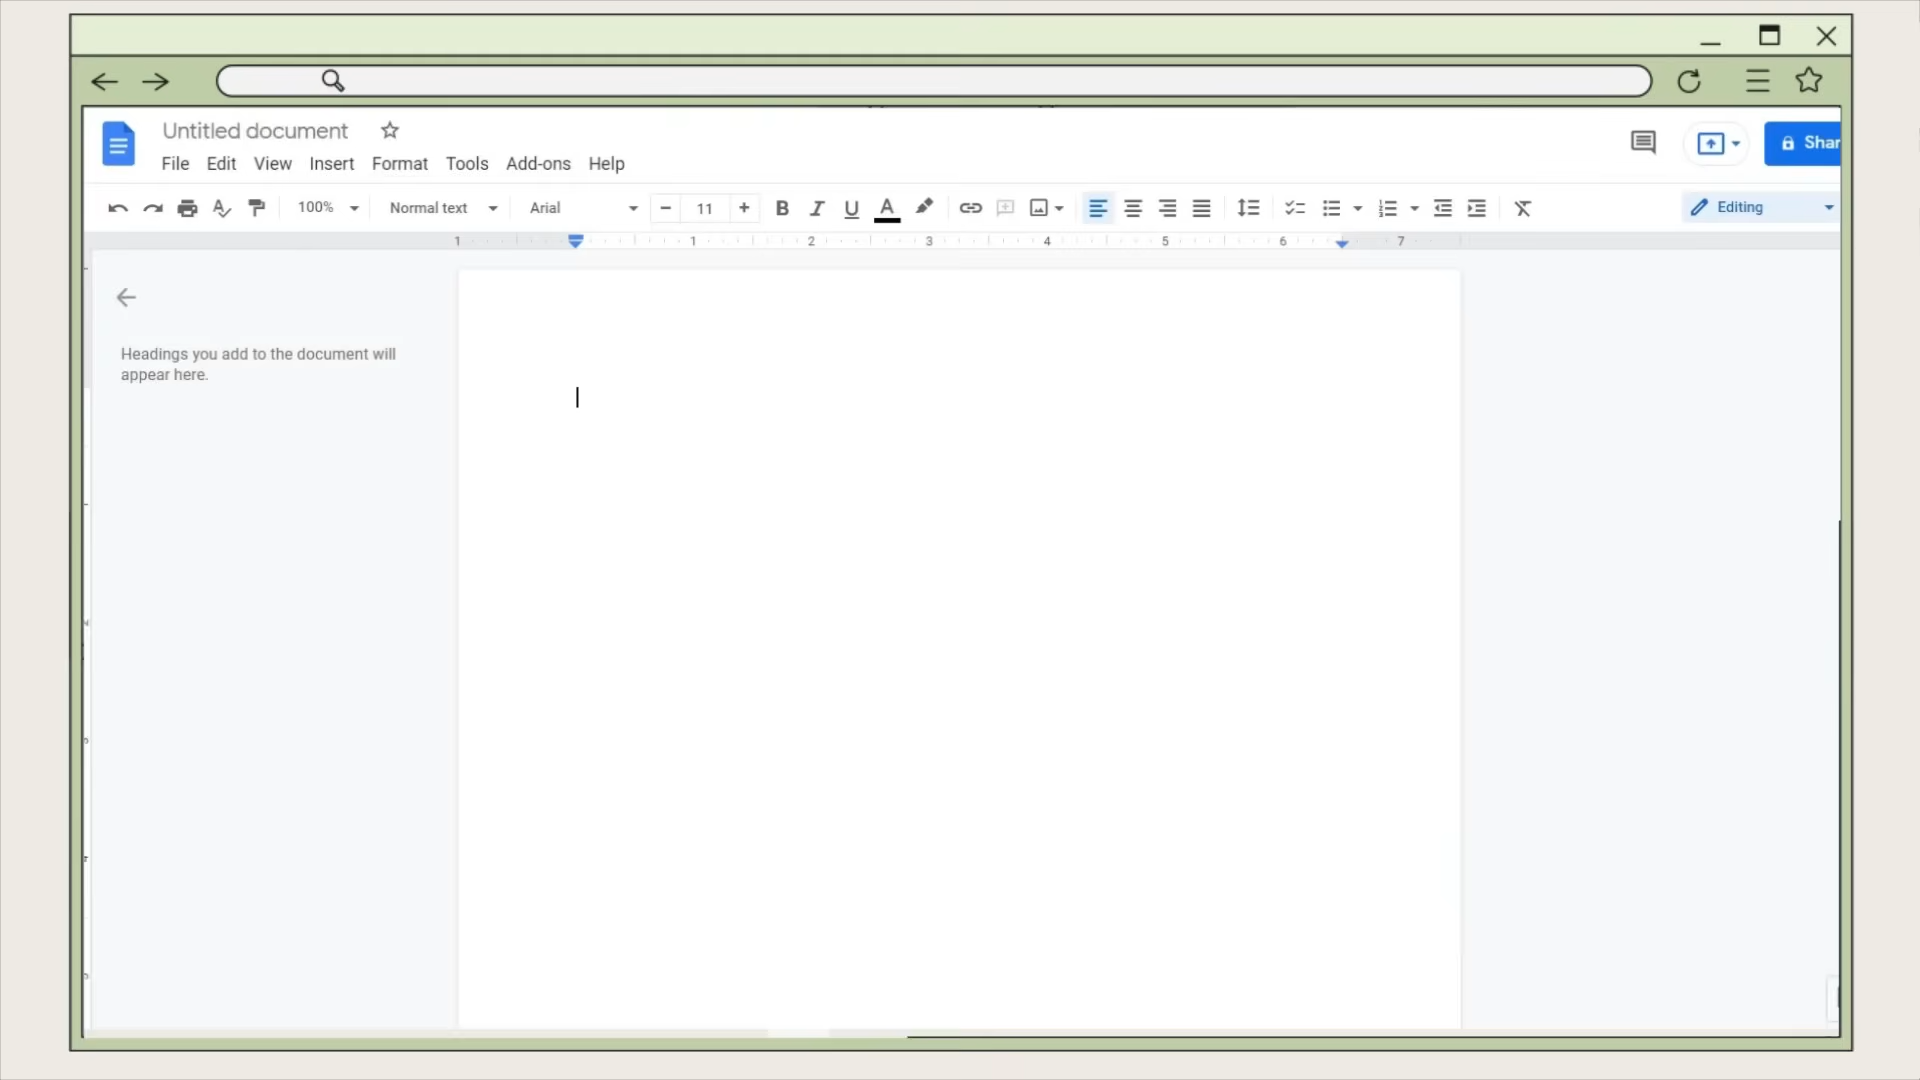 Untitled document
Shar
File Edit View Insert Format Tools Add-ons Help
100% Normal text Arial 11 B I U A Editing
1 1 2 3 4 5 6 7
Headings you add to the document will
appear here.